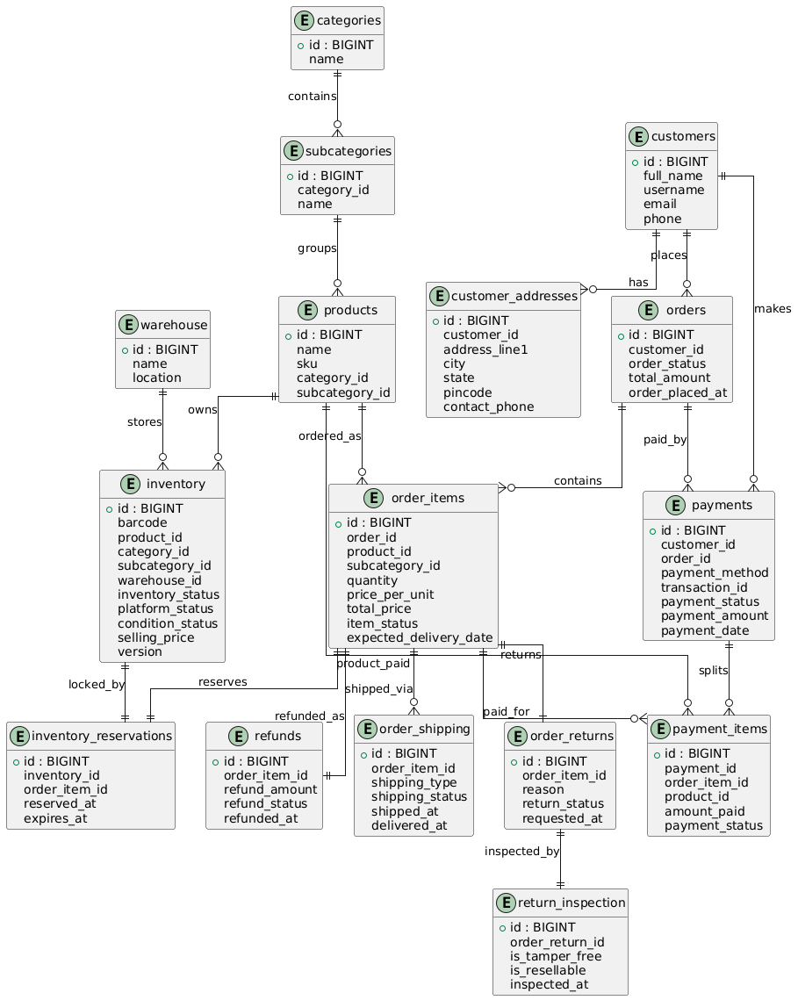 E categories
id : BIGINT
name
contains
E subcategories
id : BIGINT
category_id
name
E customers
id : BIGINT
full_name
username
email
phone
groups
places
has
makes
E products
id : BIGINT
name
sku
category_id
subcategory_id
E customer_addresses
id : BIGINT
customer_id
address_line1
city
state
pincode
contact_phone
E orders
id : BIGINT
customer_id
order_status
total_amount
order_placed_at
E warehouse
id : BIGINT
name
location
stores
owns
ordered_as
contains
paid_by
E inventory
id : BIGINT
barcode
product_id
category_id
subcategory_id
warehouse_id
inventory_status
platform_status
condition_status
selling_price
version
E order_items
id : BIGINT
order_id
product_id
subcategory_id
quantity
price_per_unit
total_price
item_status
expected_delivery_date
E payments
id : BIGINT
customer_id
order_id
payment_method
transaction_id
payment_status
payment_amount
payment_date
locked_by
reserves
refunded_as
product_paid
shipped_via
returns
paid_for
splits
E inventory_reservations
id : BIGINT
inventory_id
order_item_id
reserved_at
expires_at
E refunds
id : BIGINT
order_item_id
refund_amount
refund_status
refunded_at
E order_shipping
id : BIGINT
order_item_id
shipping_type
shipping_status
shipped_at
delivered_at
E order_returns
id : BIGINT
order_item_id
reason
return_status
requested_at
E payment_items
id : BIGINT
payment_id
order_item_id
product_id
amount_paid
payment_status
inspected_by
E return_inspection
id : BIGINT
order_return_id
is_tamper_free
is_resellable
inspected_at